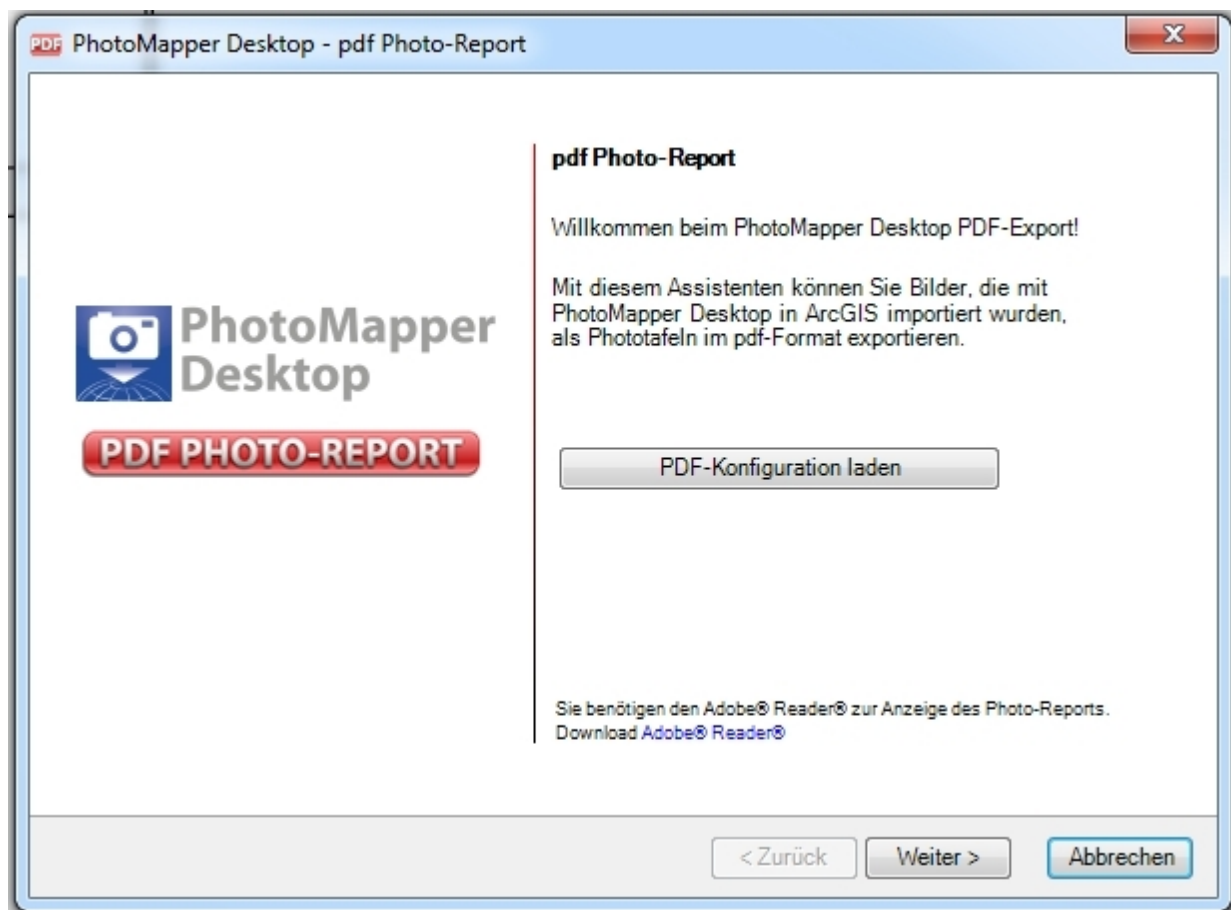 PDF PhotoMapper Desktop - pdf Photo-Report
PhotoMapper
Desktop
PDF PHOTO-REPORT
pdf Photo-Report
Willkommen beim PhotoMapper Desktop PDF-Export!
Mit diesem Assistenten können Sie Bilder, die mit
PhotoMapper Desktop in ArcGIS importiert wurden,
als Phototafeln im pdf-Format exportieren.
PDF-Konfiguration laden
Sie benötigen den Adobe® Reader® zur Anzeige des Photo-Reports.
Download Adobe® Reader®
< Zurück Weiter > Abbrechen